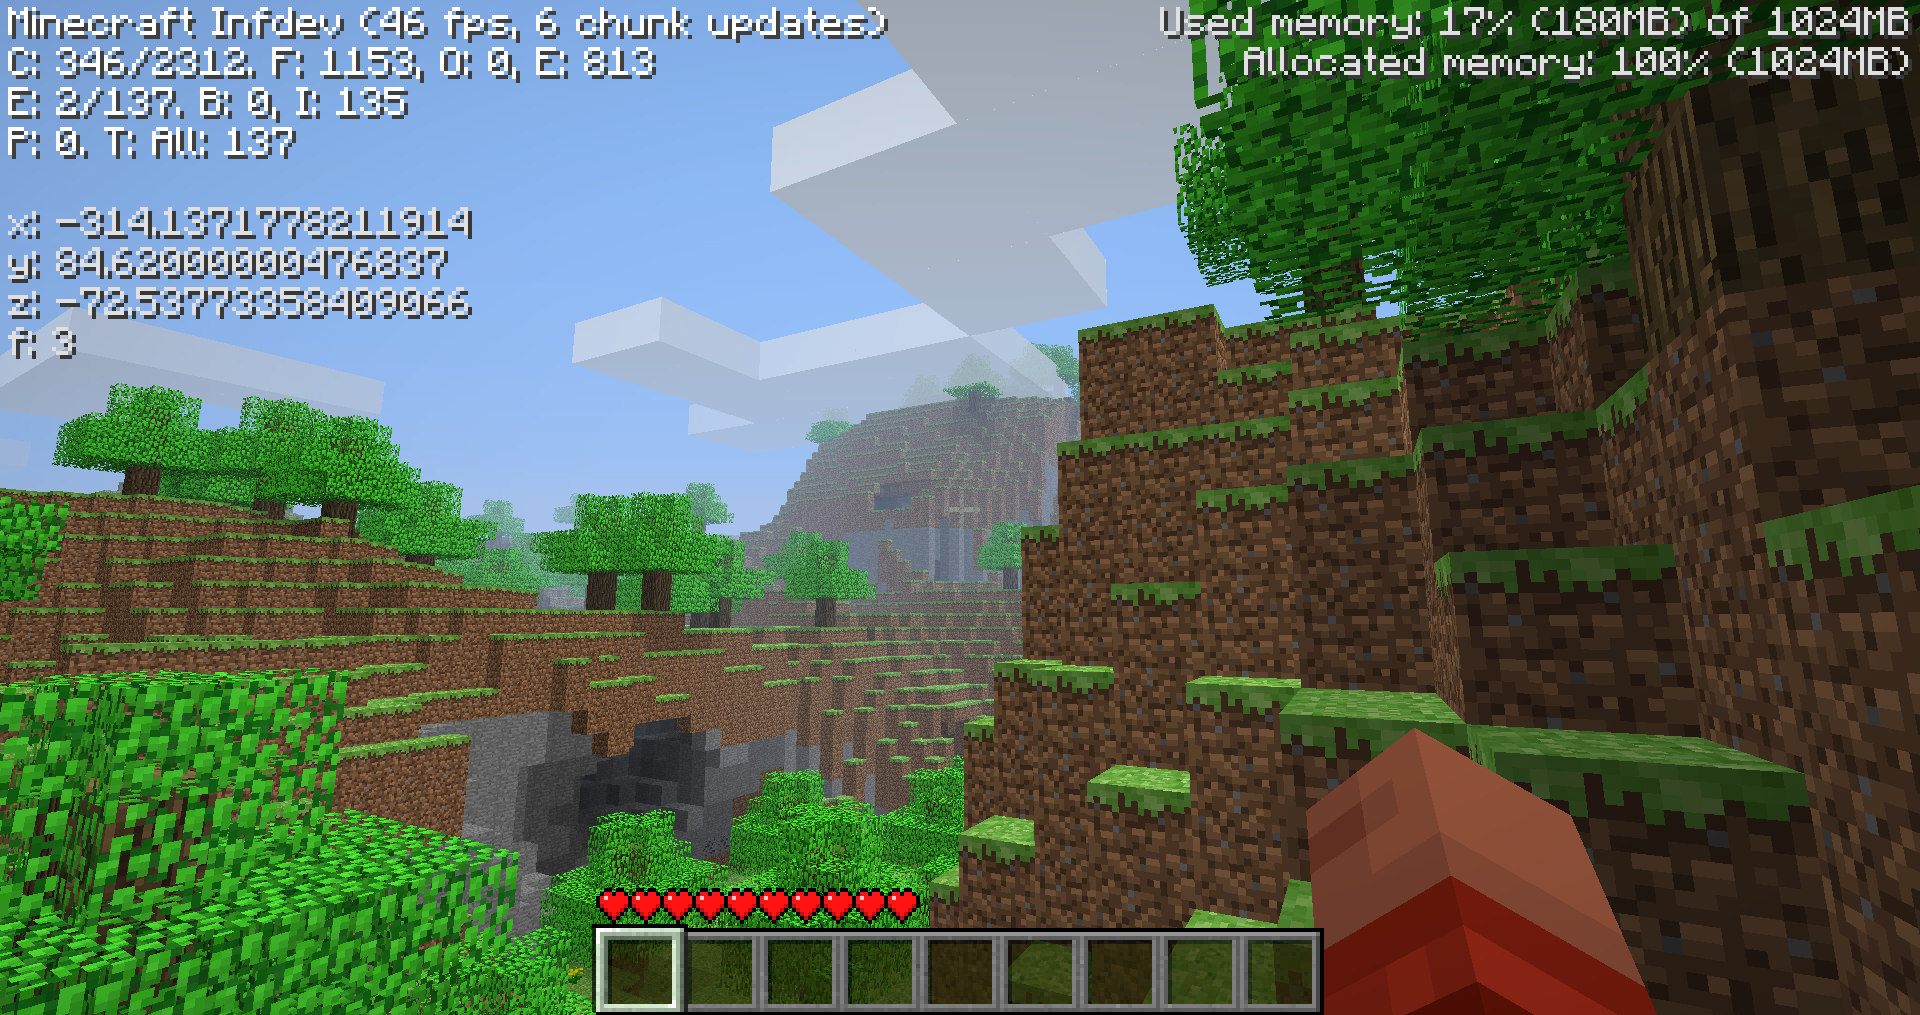 Minecraft Infdev (46 fps, 6 chunk updates)
C: 346/2312. F: 1153, O: 0, E: 813
E: 2/137. B: 0, I: 135
P: 0. T: All: 137
x: -314.1371778211914
y: 84.62000000476837
z: -72.53773358409066
f: 3
Used memory: 17% (180MB) of 1024MB
Allocated memory: 100% (1024MB)